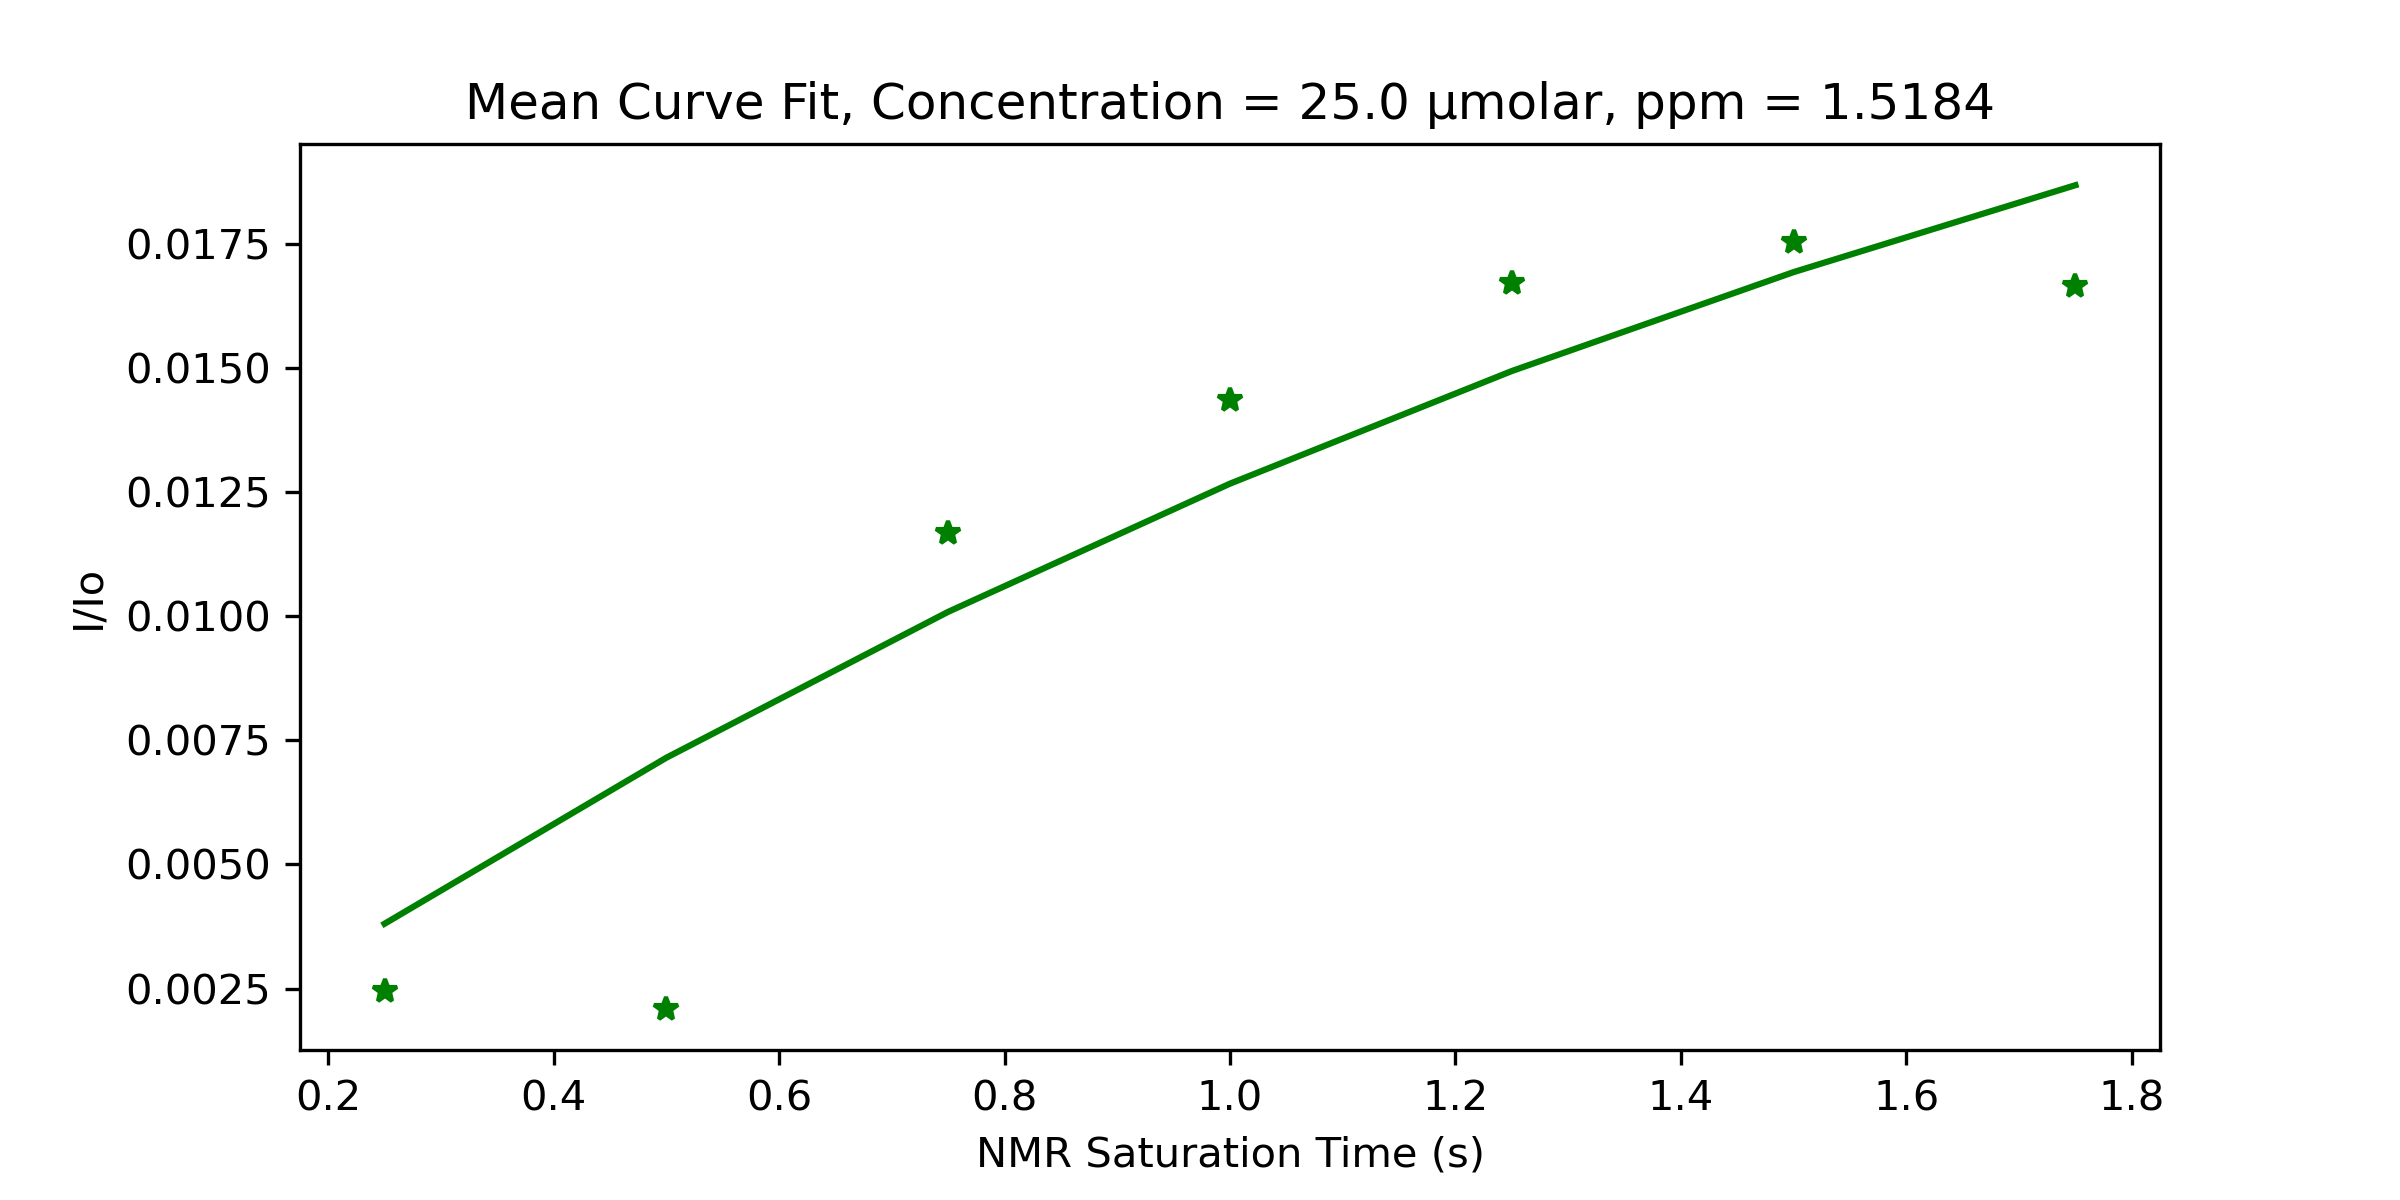 Mean Curve Fit, Concentration = 25.0 μmolar, ppm = 1.5184
I/Io
0.0175
0.0150
0.0125
0.0100
0.0075
0.0050
0.0025
0.2 0.4 0.6 0.8 1.0 1.2 1.4 1.6 1.8
NMR Saturation Time (s)